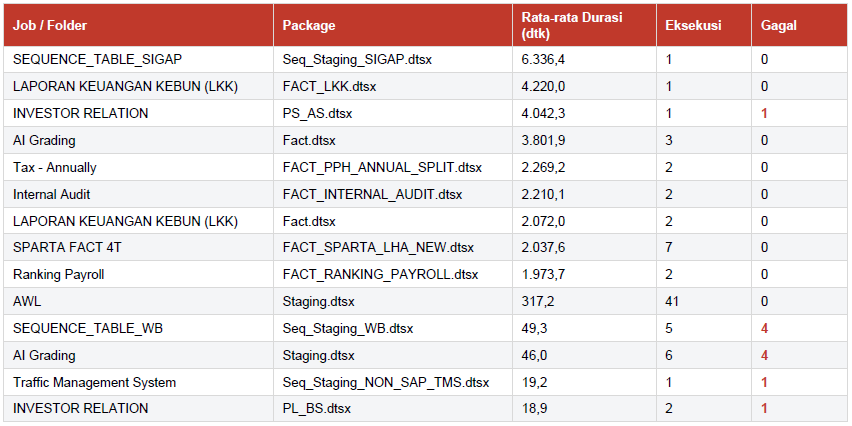 Job / Folder Package Rata-rata Durasi (dtk) Eksekusi Gagal
SEQUENCE_TABLE_SIGAP Seq_Staging_SIGAP.dtsx 6.336,4 1 0
LAPORAN KEUANGAN KEBUN (LKK) FACT_LKK.dtsx 4.220,0 1 0
INVESTOR RELATION PS_AS.dtsx 4.042,3 1 1
AI Grading Fact.dtsx 3.801,9 3 0
Tax - Annually FACT_PPH_ANNUAL_SPLIT.dtsx 2.269,2 2 0
Internal Audit FACT_INTERNAL_AUDIT.dtsx 2.210,1 2 0
LAPORAN KEUANGAN KEBUN (LKK) Fact.dtsx 2.072,0 2 0
SPARTA FACT 4T FACT_SPARTA_LHA_NEW.dtsx 2.037,6 7 0
Ranking Payroll FACT_RANKING_PAYROLL.dtsx 1.973,7 2 0
AWL Staging.dtsx 317,2 41 0
SEQUENCE_TABLE_WB Seq_Staging_WB.dtsx 49,3 5 4
AI Grading Staging.dtsx 46,0 6 4
Traffic Management System Seq_Staging_NON_SAP_TMS.dtsx 19,2 1 1
INVESTOR RELATION PL_BS.dtsx 18,9 2 1